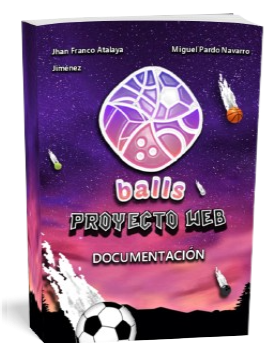 Jhan Franco Atalaya
Jiménez
Miguel Pardo Navarro
balls
PROYECTO WEB
DOCUMENTACIÓN